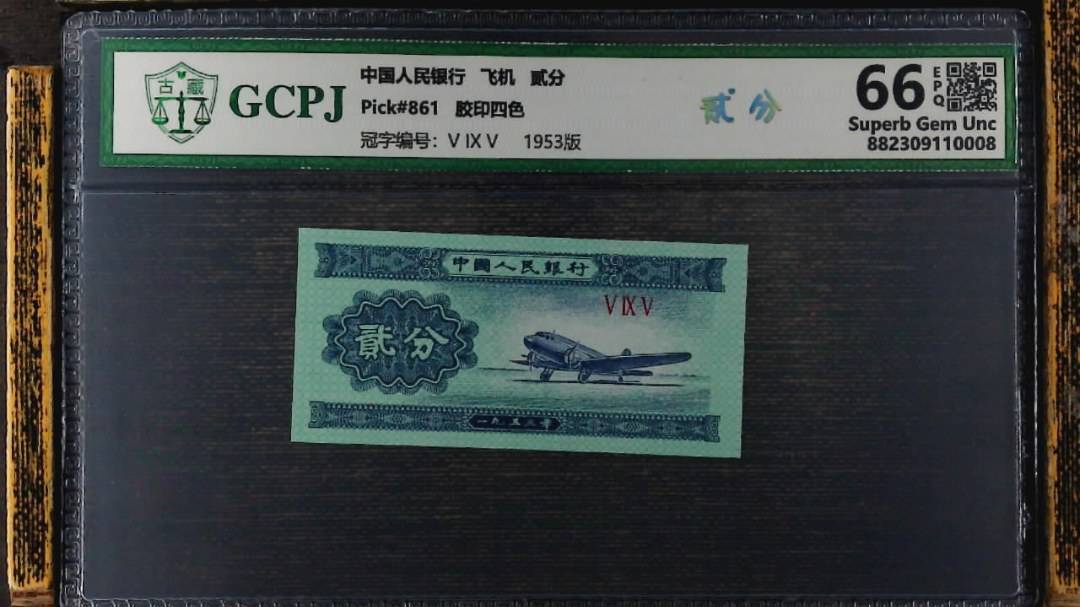 古藏
GCPJ
中国人民银行 飞机 贰分
Pick#861 胶印四色
冠字编号: V IX V 1953版
贰分
66 EPQ
Superb Gem Unc
882309110008
中國人民銀行
V IX V
貳分
一九五三年